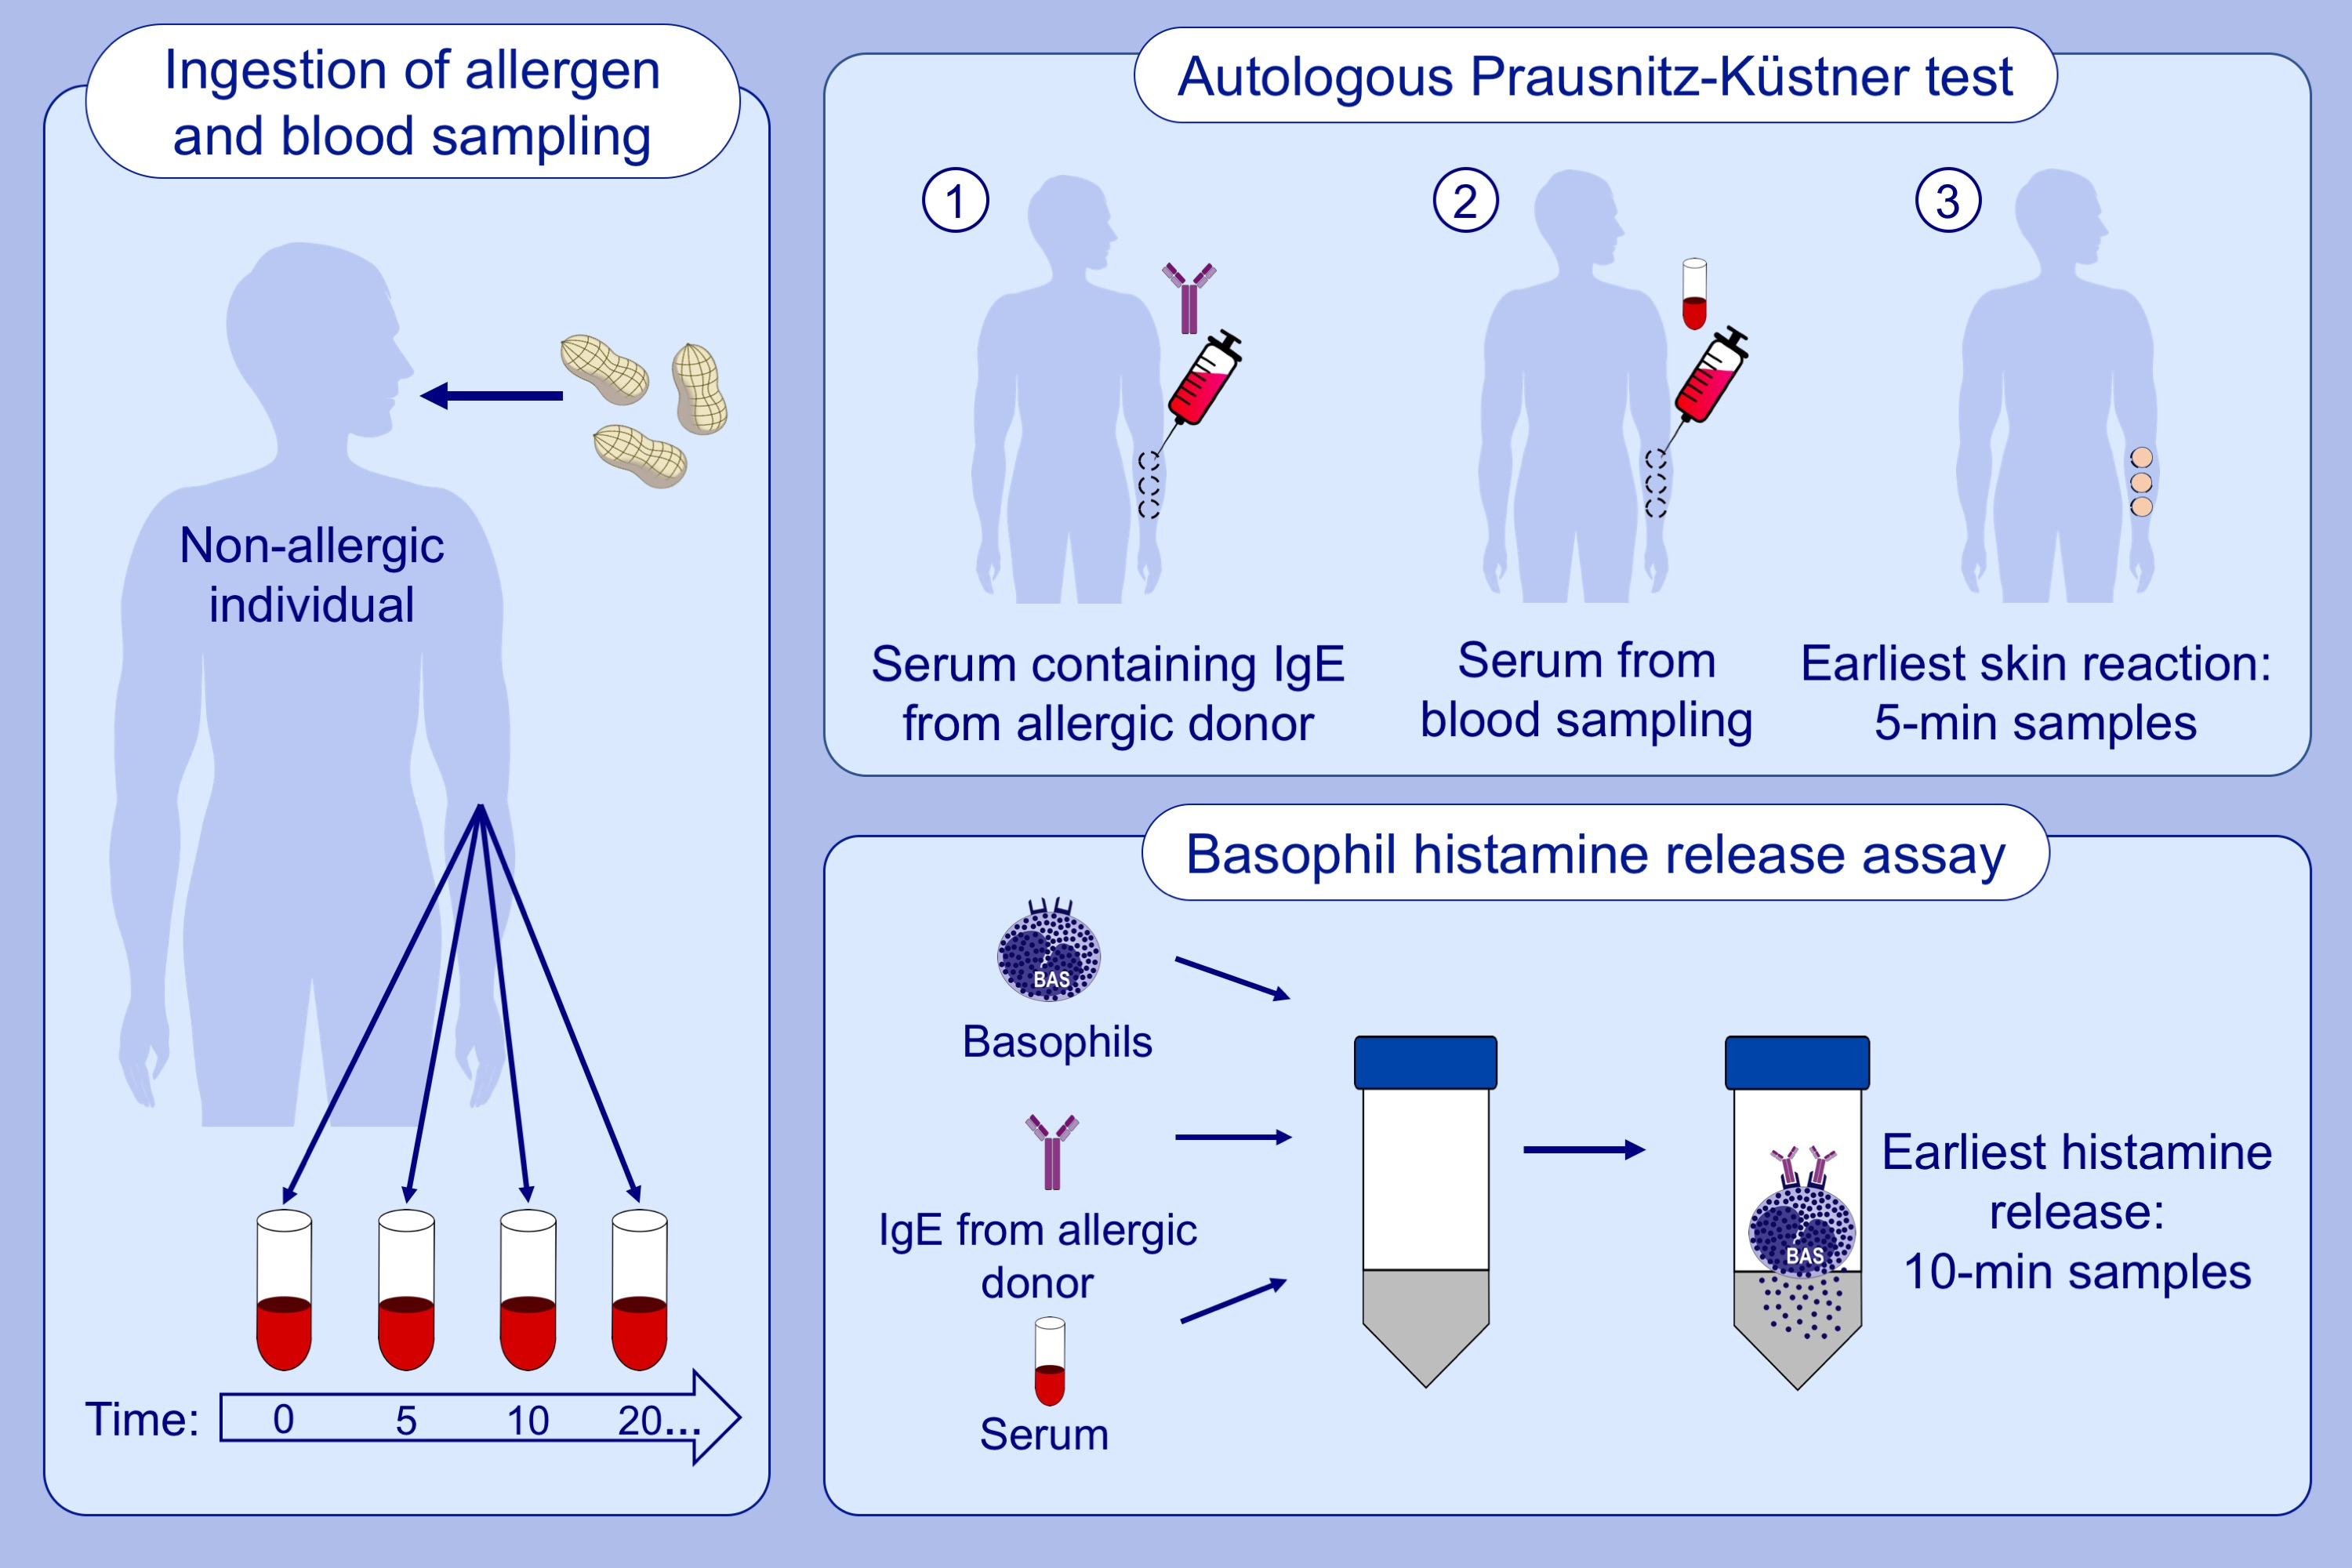 Ingestion of allergen
and blood sampling
Non-allergic
individual
Time: 0 5 10 20...
Autologous Prausnitz-Küstner test
1
2
3
Serum containing IgE
from allergic donor
Serum from
blood sampling
Earliest skin reaction:
5-min samples
Basophil histamine release assay
BAS
Basophils
IgE from allergic
donor
Serum
BAS
Earliest histamine
release:
10-min samples